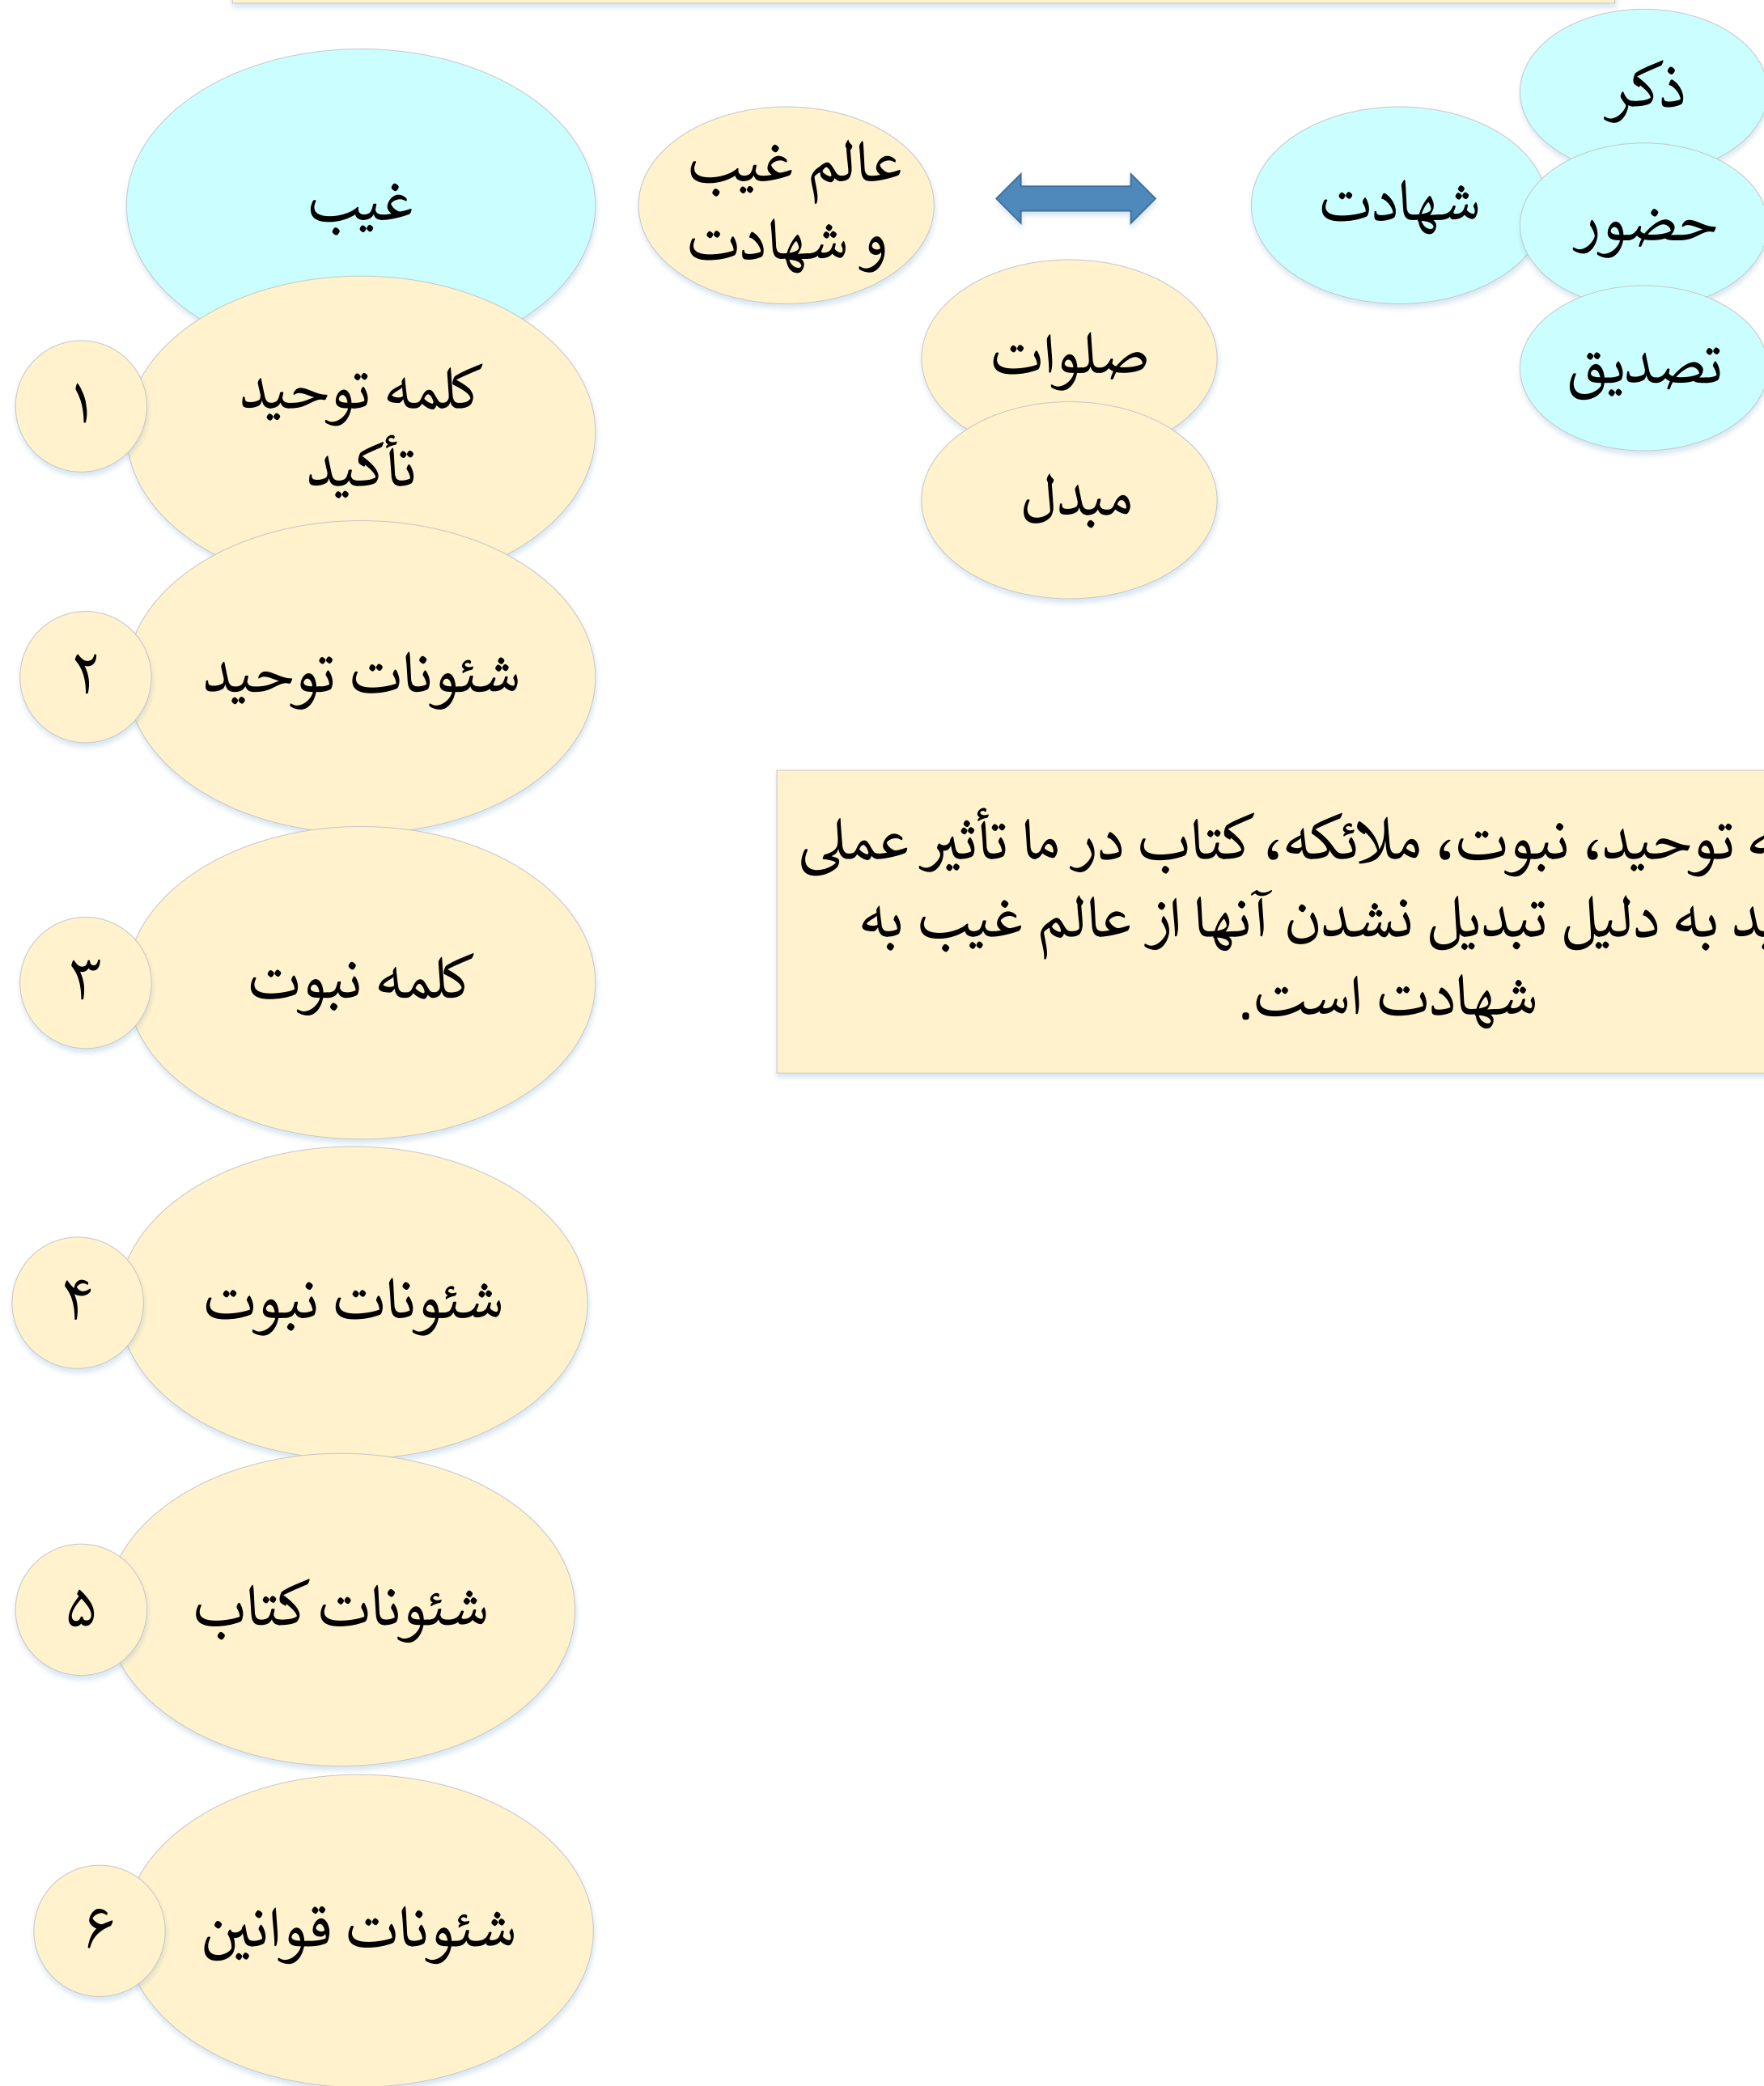 ذکر
حضور
تصدیق
شهادت
عالم غیب
و شهادت
صلوات
مبدل
غیب
کلمه توحید
تأکید
۱
شئونات توحید
۲
کلمه نبوت
۳
شئونات نبوت
۴
شئونات کتاب
۵
شئونات قوانین
۶
توحید، نبوت، ملائکه، کتاب در ما تأثیر عملی
به دلیل تبدیل نشدن آنها از عالم غیب به
شهادت است.